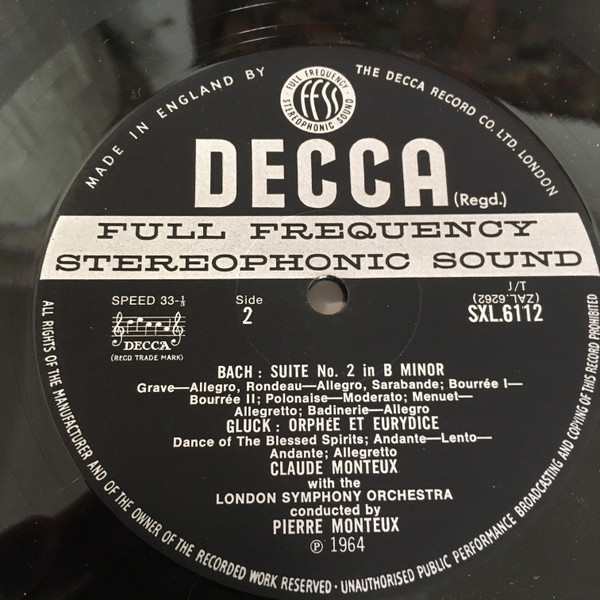 MADE IN ENGLAND BY
THE DECCA RECORD CO. LTD. LONDON
FULL FREQUENCY
FFSS
STEREOPHONIC SOUND
DECCA (Regd.)
FULL FREQUENCY
STEREOPHONIC SOUND
SPEED 33-⅓
Side
2
(ZAL.6262)
1/ſ
SXL.6112
DECCA
(REGD TRADE MARK)
BACH : SUITE No. 2 in B MINOR
Grave—Allegro, Rondeau—Allegro, Sarabande; Bourrée I—
Bourrée II; Polonaise—Moderato; Menuet—
Allegretto; Badinerie—Allegro
GLUCK : ORPHÉE ET EURYDICE
Dance of The Blessed Spirits; Andante—Lento—
Andante; Allegretto
CLAUDE MONTEUX
with the
LONDON SYMPHONY ORCHESTRA
conducted by
PIERRE MONTEUX
℗ 1964
ALL RIGHTS OF THE MANUFACTURER AND OF THE OWNER OF THE RECORDED WORK RESERVED · UNAUTHORISED PUBLIC PERFORMANCE BROADCASTING AND COPYING OF THIS RECORD PROHIBITED